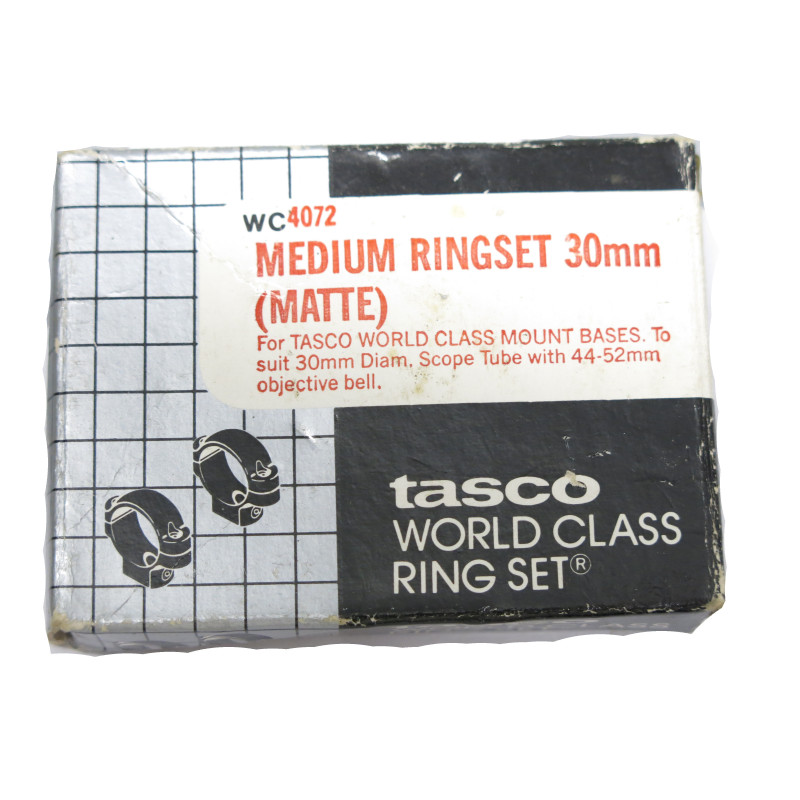 WC4072
MEDIUM RINGSET 30mm
(MATTE)
For TASCO WORLD CLASS MOUNT BASES. To
suit 30mm Diam. Scope Tube with 44-52mm
objective bell.
tasco
WORLD CLASS
RING SET®